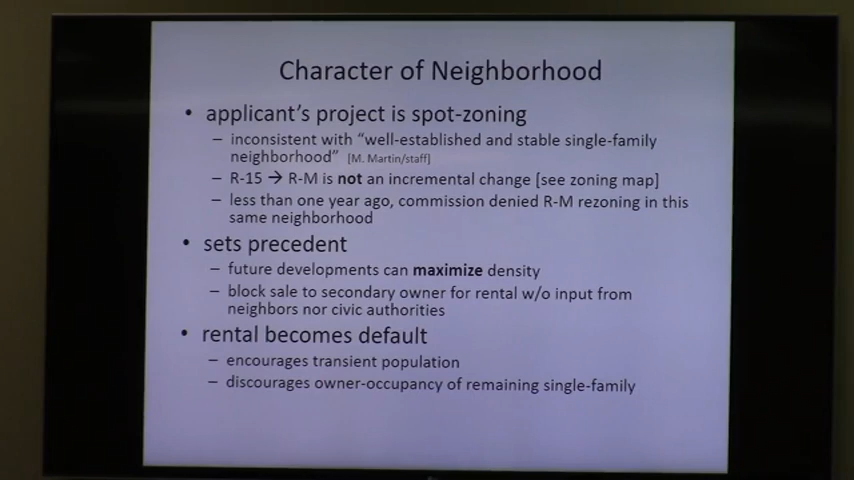 Character of Neighborhood
• applicant's project is spot-zoning
– inconsistent with “well-established and stable single-family
neighborhood” [M. Martin/staff]
– R-15 → R-M is not an incremental change [see zoning map]
– less than one year ago, commission denied R-M rezoning in this
same neighborhood
• sets precedent
– future developments can maximize density
– block sale to secondary owner for rental w/o input from
neighbors nor civic authorities
• rental becomes default
– encourages transient population
– discourages owner-occupancy of remaining single-family